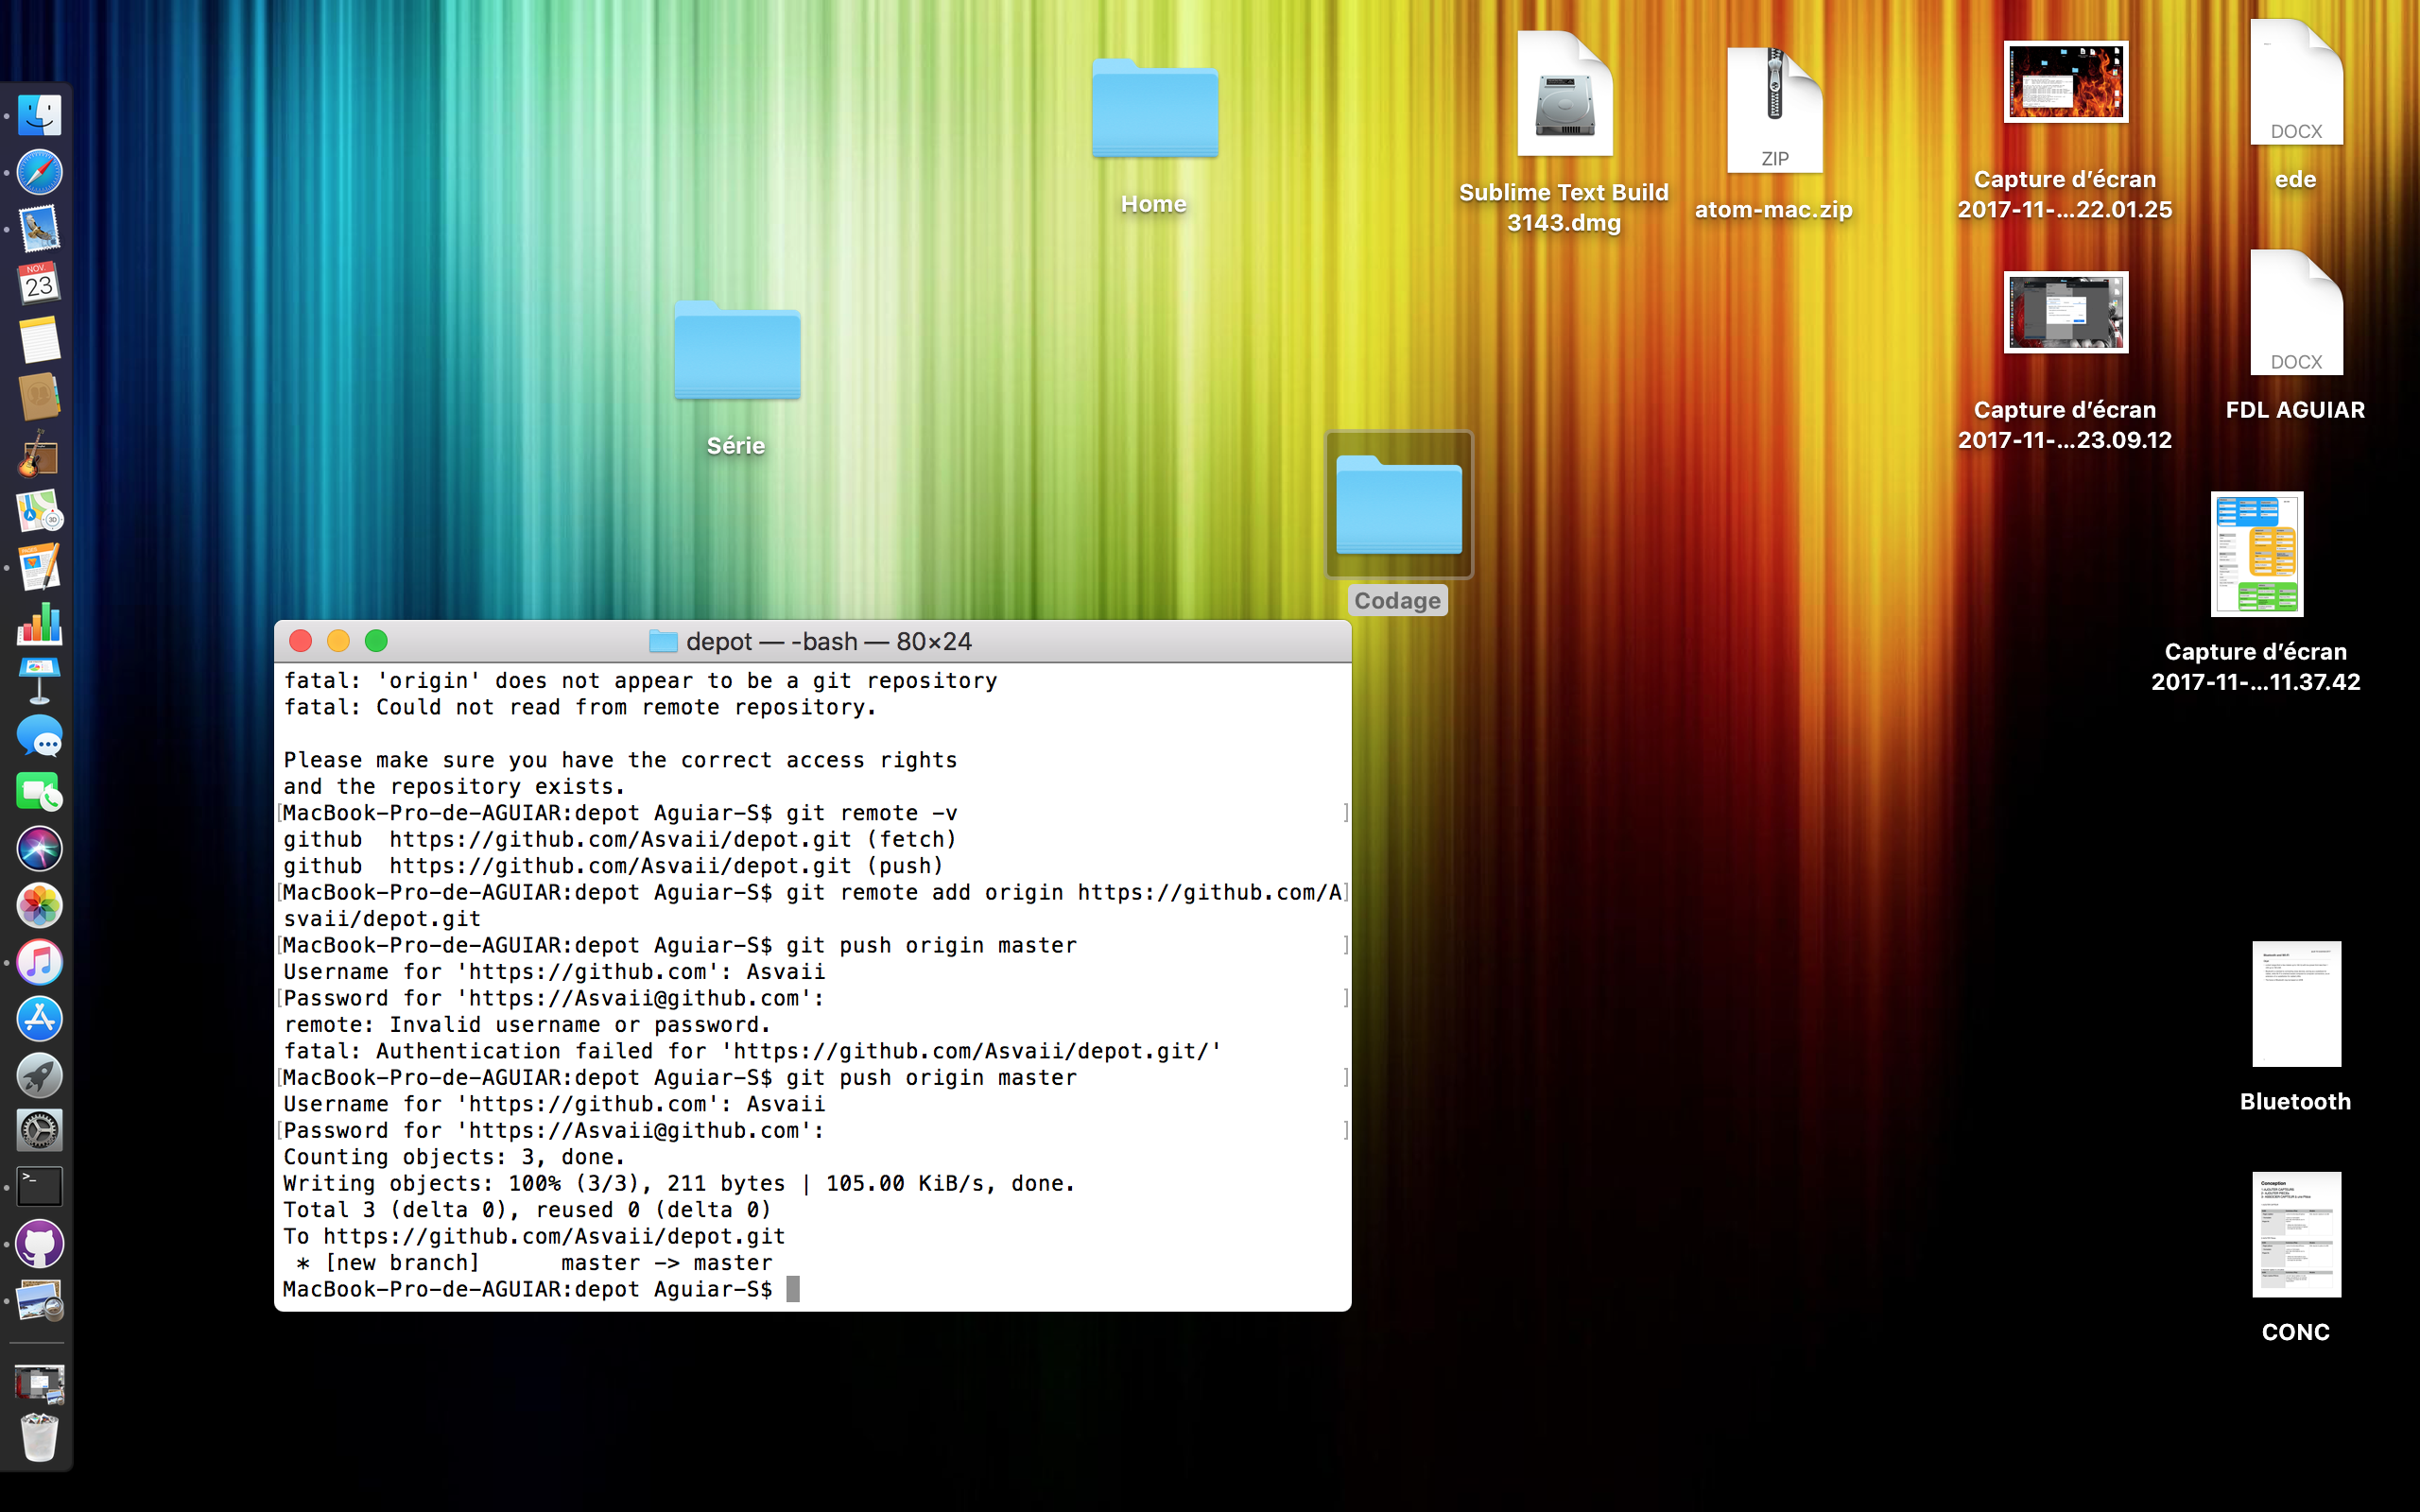 Home
Sublime Text Build
3143.dmg
ZIP
atom-mac.zip
Capture d’écran
2017-11-...22.01.25
DOCX
ede
NOV.
23
Série
Capture d’écran
2017-11-...23.09.12
DOCX
FDL AGUIAR
3D
PAGES
Codage
Capture d’écran
2017-11-...11.37.42
depot — -bash — 80×24
fatal: 'origin' does not appear to be a git repository
fatal: Could not read from remote repository.
Please make sure you have the correct access rights
and the repository exists.
[MacBook-Pro-de-AGUIAR:depot Aguiar-S$ git remote -v ]
github  https://github.com/Asvaii/depot.git (fetch)
github  https://github.com/Asvaii/depot.git (push)
[MacBook-Pro-de-AGUIAR:depot Aguiar-S$ git remote add origin https://github.com/A]
svaii/depot.git
[MacBook-Pro-de-AGUIAR:depot Aguiar-S$ git push origin master ]
Username for 'https://github.com': Asvaii
[Password for 'https://Asvaii@github.com': ]
remote: Invalid username or password.
fatal: Authentication failed for 'https://github.com/Asvaii/depot.git/'
[MacBook-Pro-de-AGUIAR:depot Aguiar-S$ git push origin master ]
Username for 'https://github.com': Asvaii
[Password for 'https://Asvaii@github.com': ]
Counting objects: 3, done.
Writing objects: 100% (3/3), 211 bytes | 105.00 KiB/s, done.
Total 3 (delta 0), reused 0 (delta 0)
To https://github.com/Asvaii/depot.git
 * [new branch]      master -> master
MacBook-Pro-de-AGUIAR:depot Aguiar-S$
Bluetooth
Conception
CONC
>_